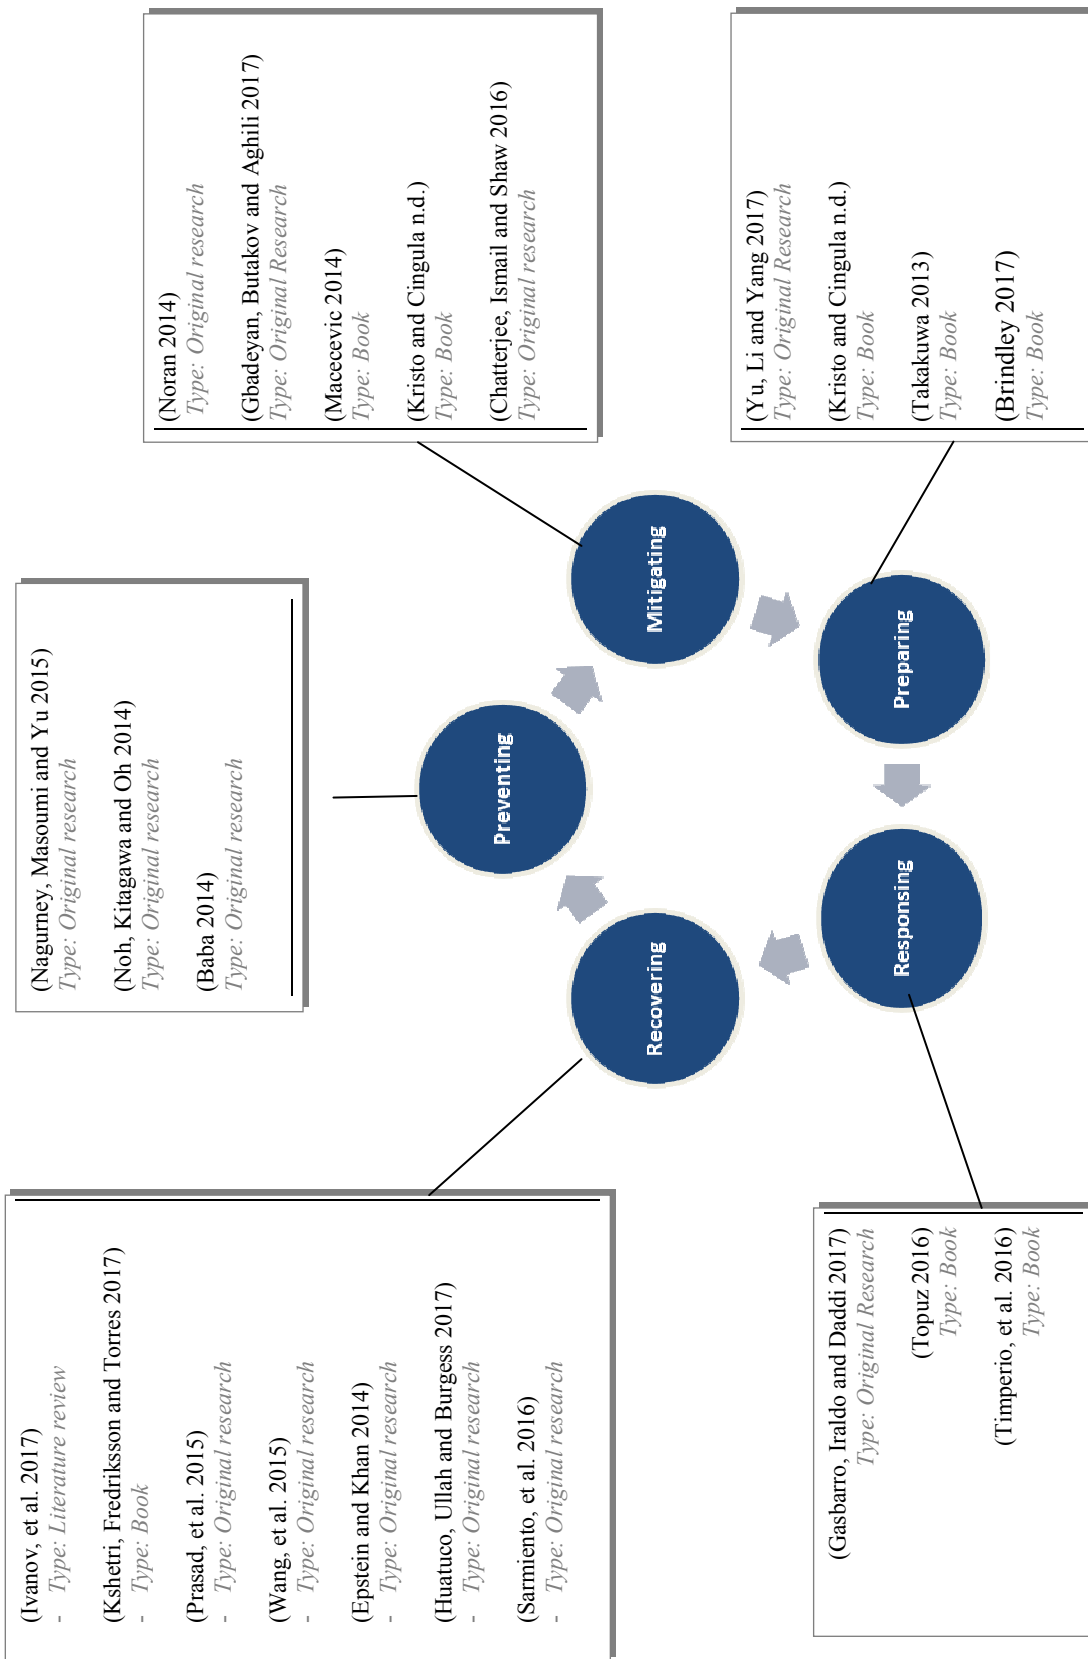 (Ivanov, et al. 2017)
- Type: Literature review
(Kshetri, Fredriksson and Torres 2017)
- Type: Book
(Prasad, et al. 2015)
- Type: Original research
(Wang, et al. 2015)
- Type: Original research
(Epstein and Khan 2014)
- Type: Original research
(Huatuco, Ullah and Burgess 2017)
- Type: Original research
(Sarmiento, et al. 2016)
- Type: Original research
(Nagurney, Masoumi and Yu 2015)
Type: Original research
(Noh, Kitagawa and Oh 2014)
Type: Original research
(Baba 2014)
Type: Original research
(Noran 2014)
Type: Original research
(Gbadeyan, Butakov and Aghili 2017)
Type: Original Research
(Macecevic 2014)
Type: Book
(Kristo and Cingula n.d.)
Type: Book
(Chatterjee, Ismail and Shaw 2016)
Type: Original research
Preventing
Recovering
Mitigating
Responsing
Preparing
(Gasbarro, Iraldo and Daddi 2017)
Type: Original Research
(Topuz 2016)
Type: Book
(Timperio, et al. 2016)
Type: Book
(Yu, Li and Yang 2017)
Type: Original Research
(Kristo and Cingula n.d.)
Type: Book
(Takakuwa 2013)
Type: Book
(Brindley 2017)
Type: Book